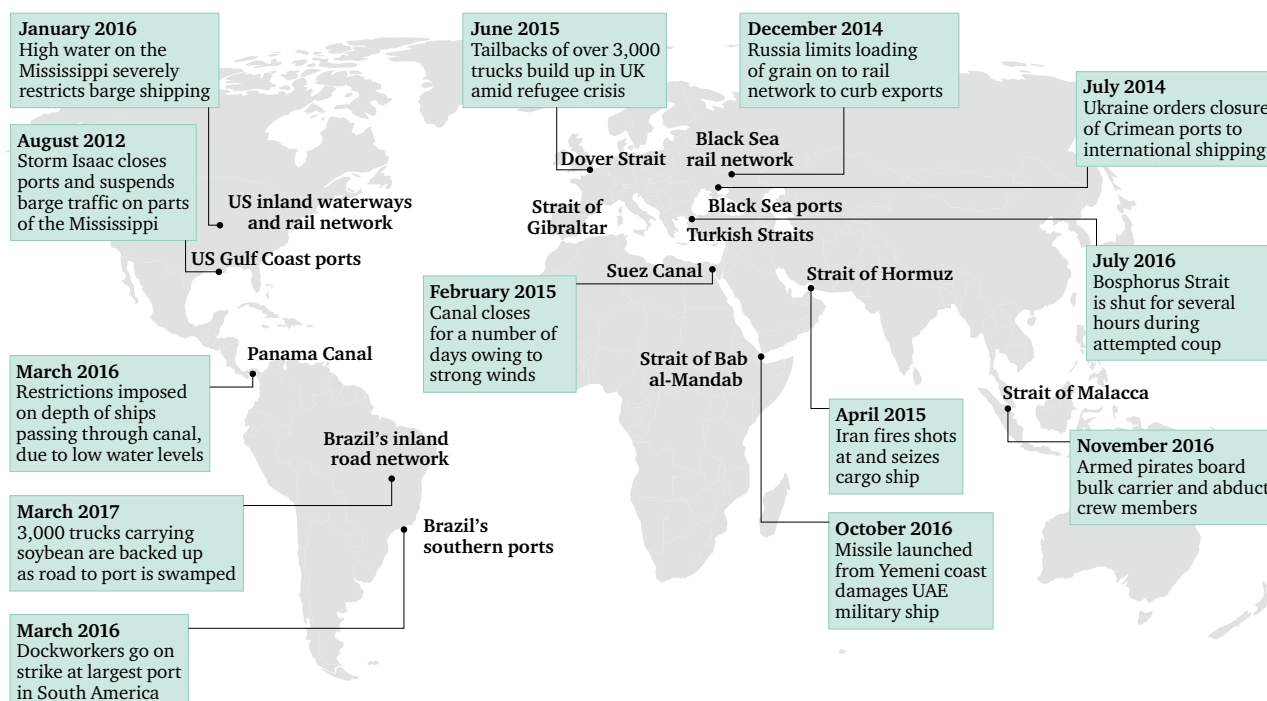 January 2016
High water on the
Mississippi severely
restricts barge shipping
August 2012
Storm Isaac closes
ports and suspends
barge traffic on parts
of the Mississippi
US inland waterways
and rail network
US Gulf Coast ports
June 2015
Tailbacks of over 3,000
trucks build up in UK
amid refugee crisis
December 2014
Russia limits loading
of grain on to rail
network to curb exports
July 2014
Ukraine orders closure
of Crimean ports to
international shipping
Dover Strait
Black Sea
rail network
Strait of
Gibraltar
Black Sea ports
Turkish Straits
Suez Canal
Strait of Hormuz
July 2016
Bosphorus Strait
is shut for several
hours during
attempted coup
February 2015
Canal closes
for a number of
days owing to
strong winds
Panama Canal
Strait of Bab
al-Mandab
Strait of Malacca
March 2016
Restrictions imposed
on depth of ships
passing through canal,
due to low water levels
April 2015
Iran fires shots
at and seizes
cargo ship
November 2016
Armed pirates board
bulk carrier and abduct
crew members
Brazil's inland
road network
March 2017
3,000 trucks carrying
soybean are backed up
as road to port is swamped
Brazil's
southern ports
October 2016
Missile launched
from Yemeni coast
damages UAE
military ship
March 2016
Dockworkers go on
strike at largest port
in South America